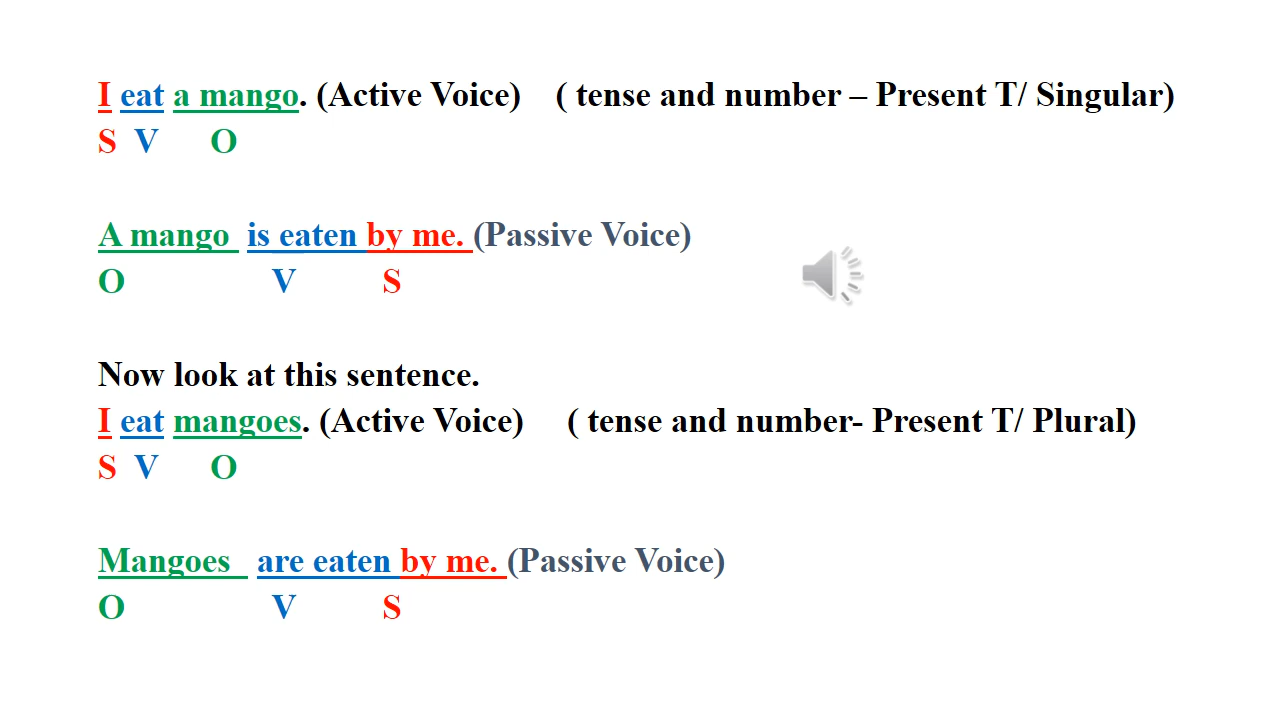 I eat a mango. (Active Voice) ( tense and number – Present T/ Singular)
S V O
A mango is eaten by me. (Passive Voice)
O V S
Now look at this sentence.
I eat mangoes. (Active Voice) ( tense and number- Present T/ Plural)
S V O
Mangoes are eaten by me. (Passive Voice)
O V S